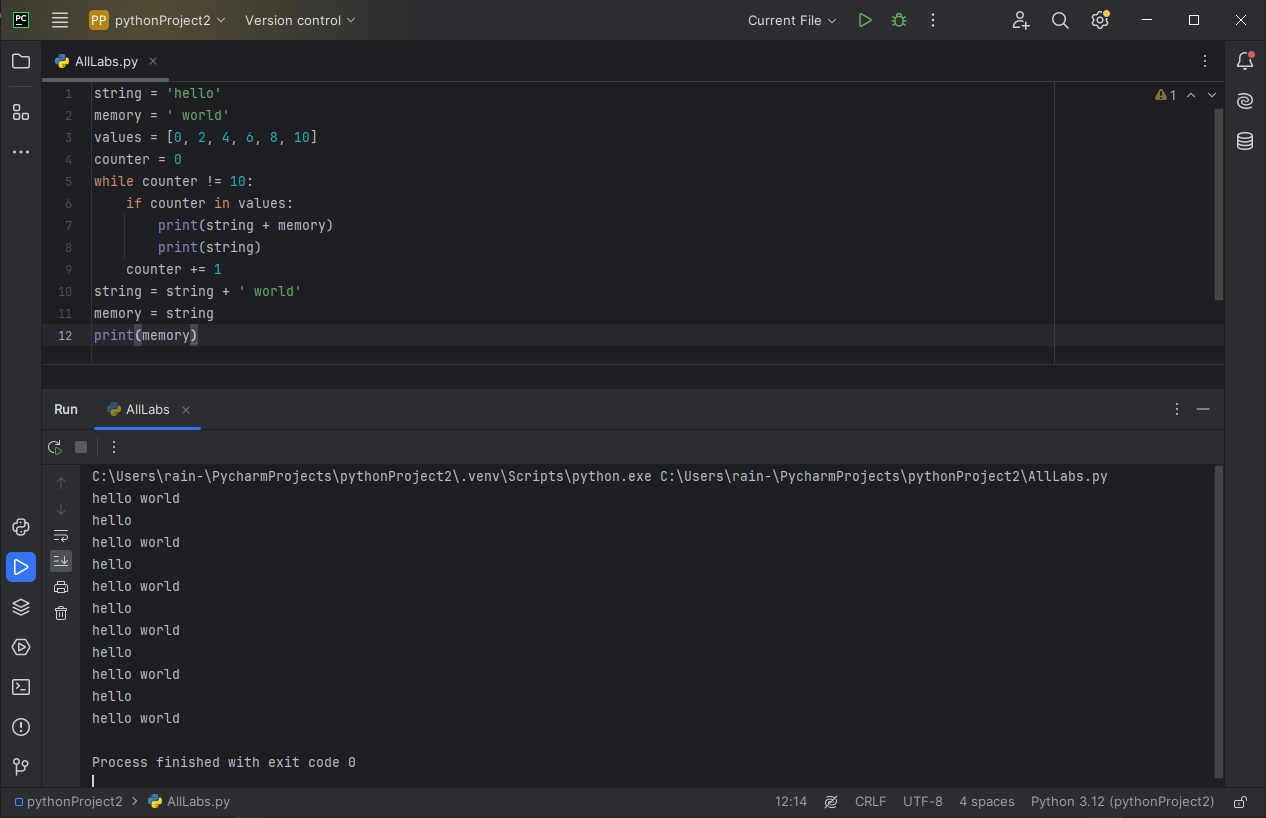 PC PP pythonProject2 Version control Current File
AllLabs.py
1 string = 'hello'
2 memory = ' world'
3 values = [0, 2, 4, 6, 8, 10]
4 counter = 0
5 while counter != 10:
6     if counter in values:
7         print(string + memory)
8         print(string)
9     counter += 1
10 string = string + ' world'
11 memory = string
12 print(memory)
1
Run AllLabs
C:\Users\rain-\PycharmProjects\pythonProject2\.venv\Scripts\python.exe C:\Users\rain-\PycharmProjects\pythonProject2\AllLabs.py
hello world
hello
hello world
hello
hello world
hello
hello world
hello
hello world
hello
hello world
Process finished with exit code 0
pythonProject2 > AllLabs.py 12:14 CRLF UTF-8 4 spaces Python 3.12 (pythonProject2)